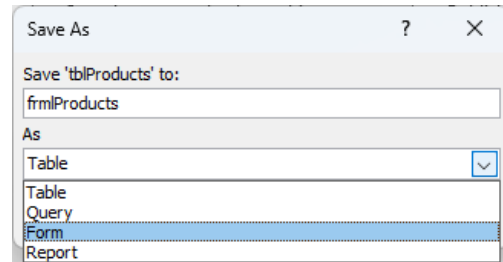 Save As ?
Save 'tblProducts' to:
frmlProducts
As
Table
Table
Query
Form
Report